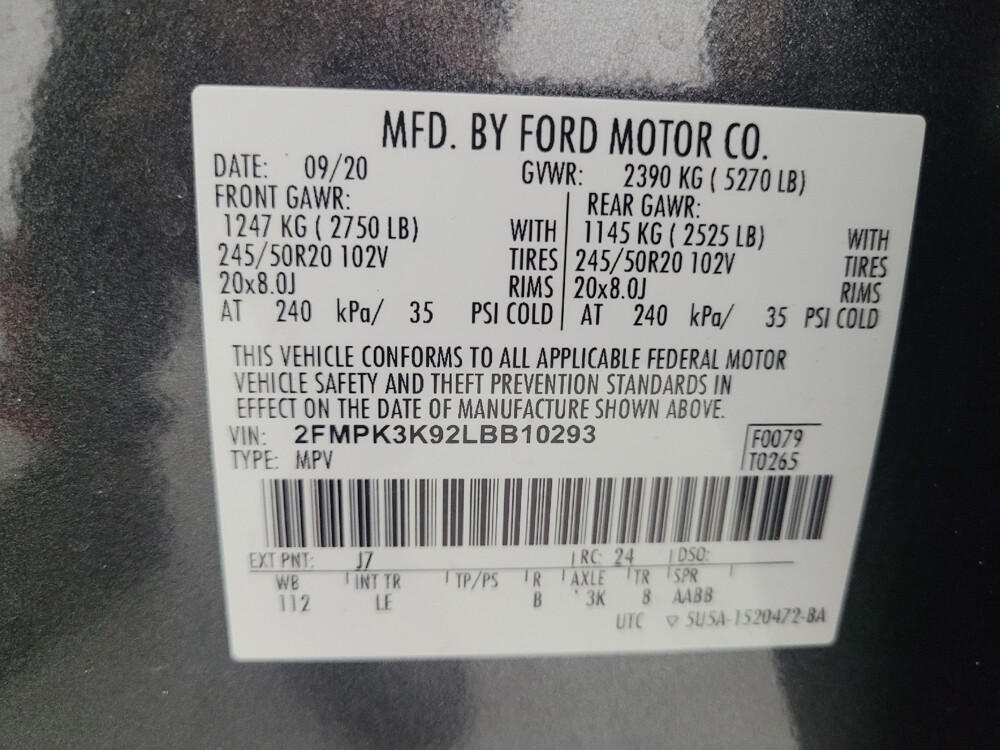 MFD. BY FORD MOTOR CO.
DATE: 09/20 GVWR: 2390 KG ( 5270 LB)
FRONT GAWR: REAR GAWR:
1247 KG ( 2750 LB) WITH 1145 KG ( 2525 LB) WITH
245/50R20 102V TIRES 245/50R20 102V TIRES
20x8.0J RIMS 20x8.0J RIMS
AT 240 kPa/ 35 PSI COLD AT 240 kPa/ 35 PSI COLD
THIS VEHICLE CONFORMS TO ALL APPLICABLE FEDERAL MOTOR
VEHICLE SAFETY AND THEFT PREVENTION STANDARDS IN
EFFECT ON THE DATE OF MANUFACTURE SHOWN ABOVE.
VIN: 2FMPK3K92LBB10293 F0079
TYPE: MPV T0265
EXT PNT: J7 RC: 24 DSO:
WB INT TR TP/PS R AXLE TR SPR
112 LE B 3K 8 AABB
UTC ▽ 5U5A-1520472-BA